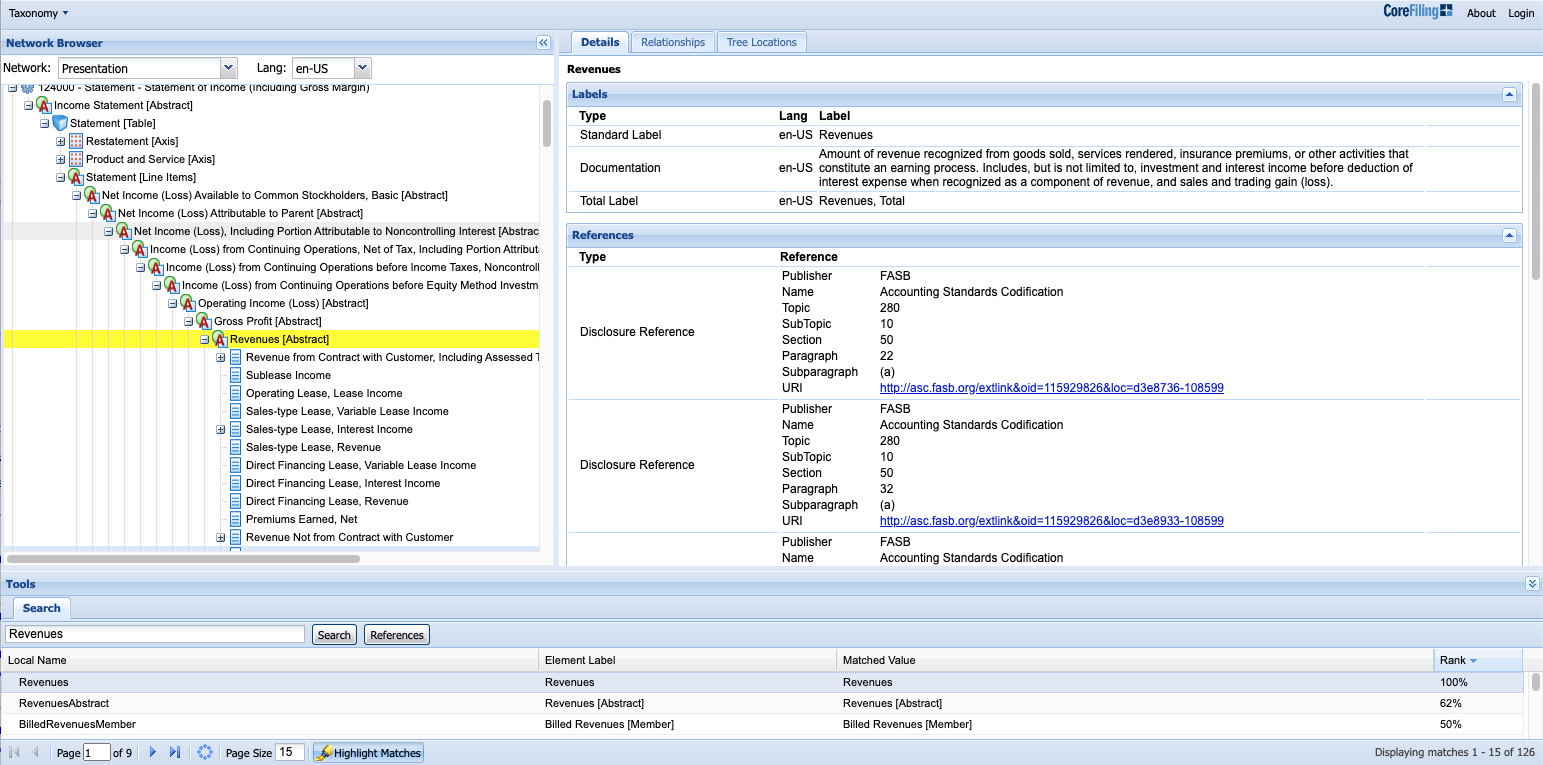 Taxonomy
CoreFiling
About
Login
Network Browser
Network:
Presentation
Lang:
en-US
124000 - Statement - Statement of Income (Including Gross Margin)
Income Statement [Abstract]
Statement [Table]
Restatement [Axis]
Product and Service [Axis]
Statement [Line Items]
Net Income (Loss) Available to Common Stockholders, Basic [Abstract]
Net Income (Loss) Attributable to Parent [Abstract]
Net Income (Loss), Including Portion Attributable to Noncontrolling Interest [Abstrac
Income (Loss) from Continuing Operations, Net of Tax, Including Portion Attribut
Income (Loss) from Continuing Operations before Income Taxes, Noncontroll
Income (Loss) from Continuing Operations before Equity Method Investm
Operating Income (Loss) [Abstract]
Gross Profit [Abstract]
Revenues [Abstract]
Revenue from Contract with Customer, Including Assessed T
Sublease Income
Operating Lease, Lease Income
Sales-type Lease, Variable Lease Income
Sales-type Lease, Interest Income
Sales-type Lease, Revenue
Direct Financing Lease, Variable Lease Income
Direct Financing Lease, Interest Income
Direct Financing Lease, Revenue
Premiums Earned, Net
Revenue Not from Contract with Customer
Details
Relationships
Tree Locations
Revenues
Labels
Type Lang Label
Standard Label en-US Revenues
Documentation en-US Amount of revenue recognized from goods sold, services rendered, insurance premiums, or other activities that
constitute an earning process. Includes, but is not limited to, investment and interest income before deduction of
interest expense when recognized as a component of revenue, and sales and trading gain (loss).
Total Label en-US Revenues, Total
References
Type Reference
Disclosure Reference
Publisher FASB
Name Accounting Standards Codification
Topic 280
SubTopic 10
Section 50
Paragraph 22
Subparagraph (a)
URI http://asc.fasb.org/extlink&oid=115929826&loc=d3e8736-108599
Disclosure Reference
Publisher FASB
Name Accounting Standards Codification
Topic 280
SubTopic 10
Section 50
Paragraph 32
Subparagraph (a)
URI http://asc.fasb.org/extlink&oid=115929826&loc=d3e8933-108599
Publisher FASB
Name Accounting Standards Codification
Tools
Search
Revenues
Search
References
Local Name Element Label Matched Value Rank
Revenues Revenues Revenues 100%
RevenuesAbstract Revenues [Abstract] Revenues [Abstract] 62%
BilledRevenuesMember Billed Revenues [Member] Billed Revenues [Member] 50%
Page 1 of 9
Page Size 15
Highlight Matches
Displaying matches 1 - 15 of 126